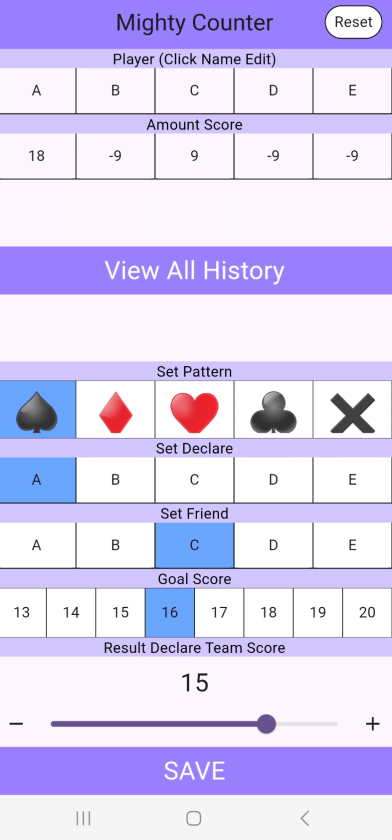 Mighty Counter Reset
Player (Click Name Edit)
A B C D E
Amount Score
18 -9 9 -9 -9
View All History
Set Pattern
Set Declare
A B C D E
Set Friend
A B C D E
Goal Score
13 14 15 16 17 18 19 20
Result Declare Team Score
15
− +
SAVE